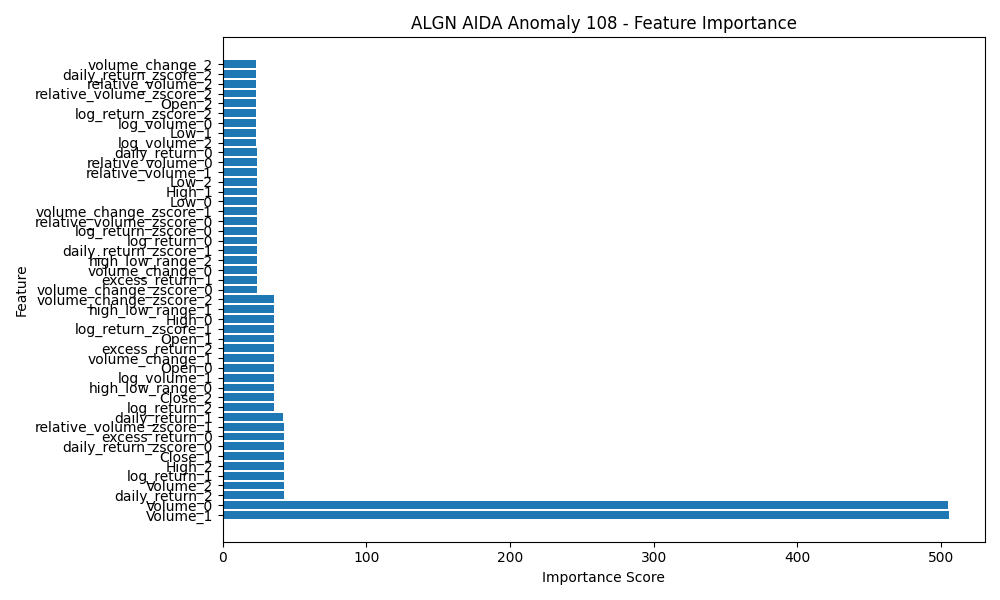 ALGN AIDA Anomaly 108 - Feature Importance
volume_change_2
daily_return_zscore_2
relative_volume_2
relative_volume_zscore_2
Open_2
log_return_zscore_2
log_volume_0
Low_1
log_volume_2
daily_return_0
relative_volume_0
relative_volume_1
Low_2
High_1
Low_0
volume_change_zscore_1
relative_volume_zscore_0
log_return_zscore_0
log_return_0
daily_return_zscore_1
high_low_range_2
volume_change_0
excess_return_1
volume_change_zscore_0
volume_change_zscore_2
high_low_range_1
High_0
log_return_zscore_1
Open_1
excess_return_2
volume_change_1
Open_0
log_volume_1
high_low_range_0
Close_2
log_return_2
daily_return_1
relative_volume_zscore_1
excess_return_0
daily_return_zscore_0
Close_1
High_2
log_return_1
Volume_2
daily_return_2
Volume_0
Volume_1
Feature
0 100 200 300 400 500
Importance Score